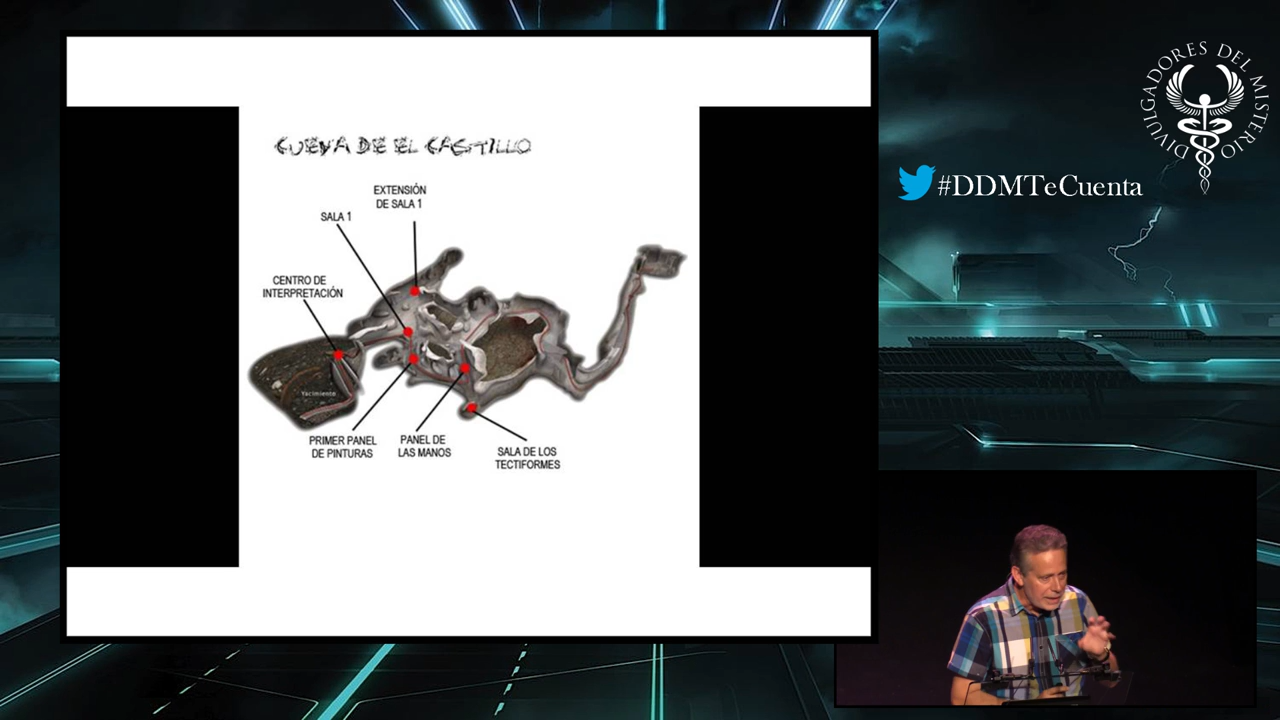 CUEVA DE EL CASTILLO
EXTENSIÓN
DE SALA 1
SALA 1
CENTRO DE
INTERPRETACIÓN
Yacimiento
PRIMER PANEL
DE PINTURAS
PANEL DE
LAS MANOS
SALA DE LOS
TECTIFORMES
DIVULGADORES DEL MISTERIO
#DDMTeCuenta